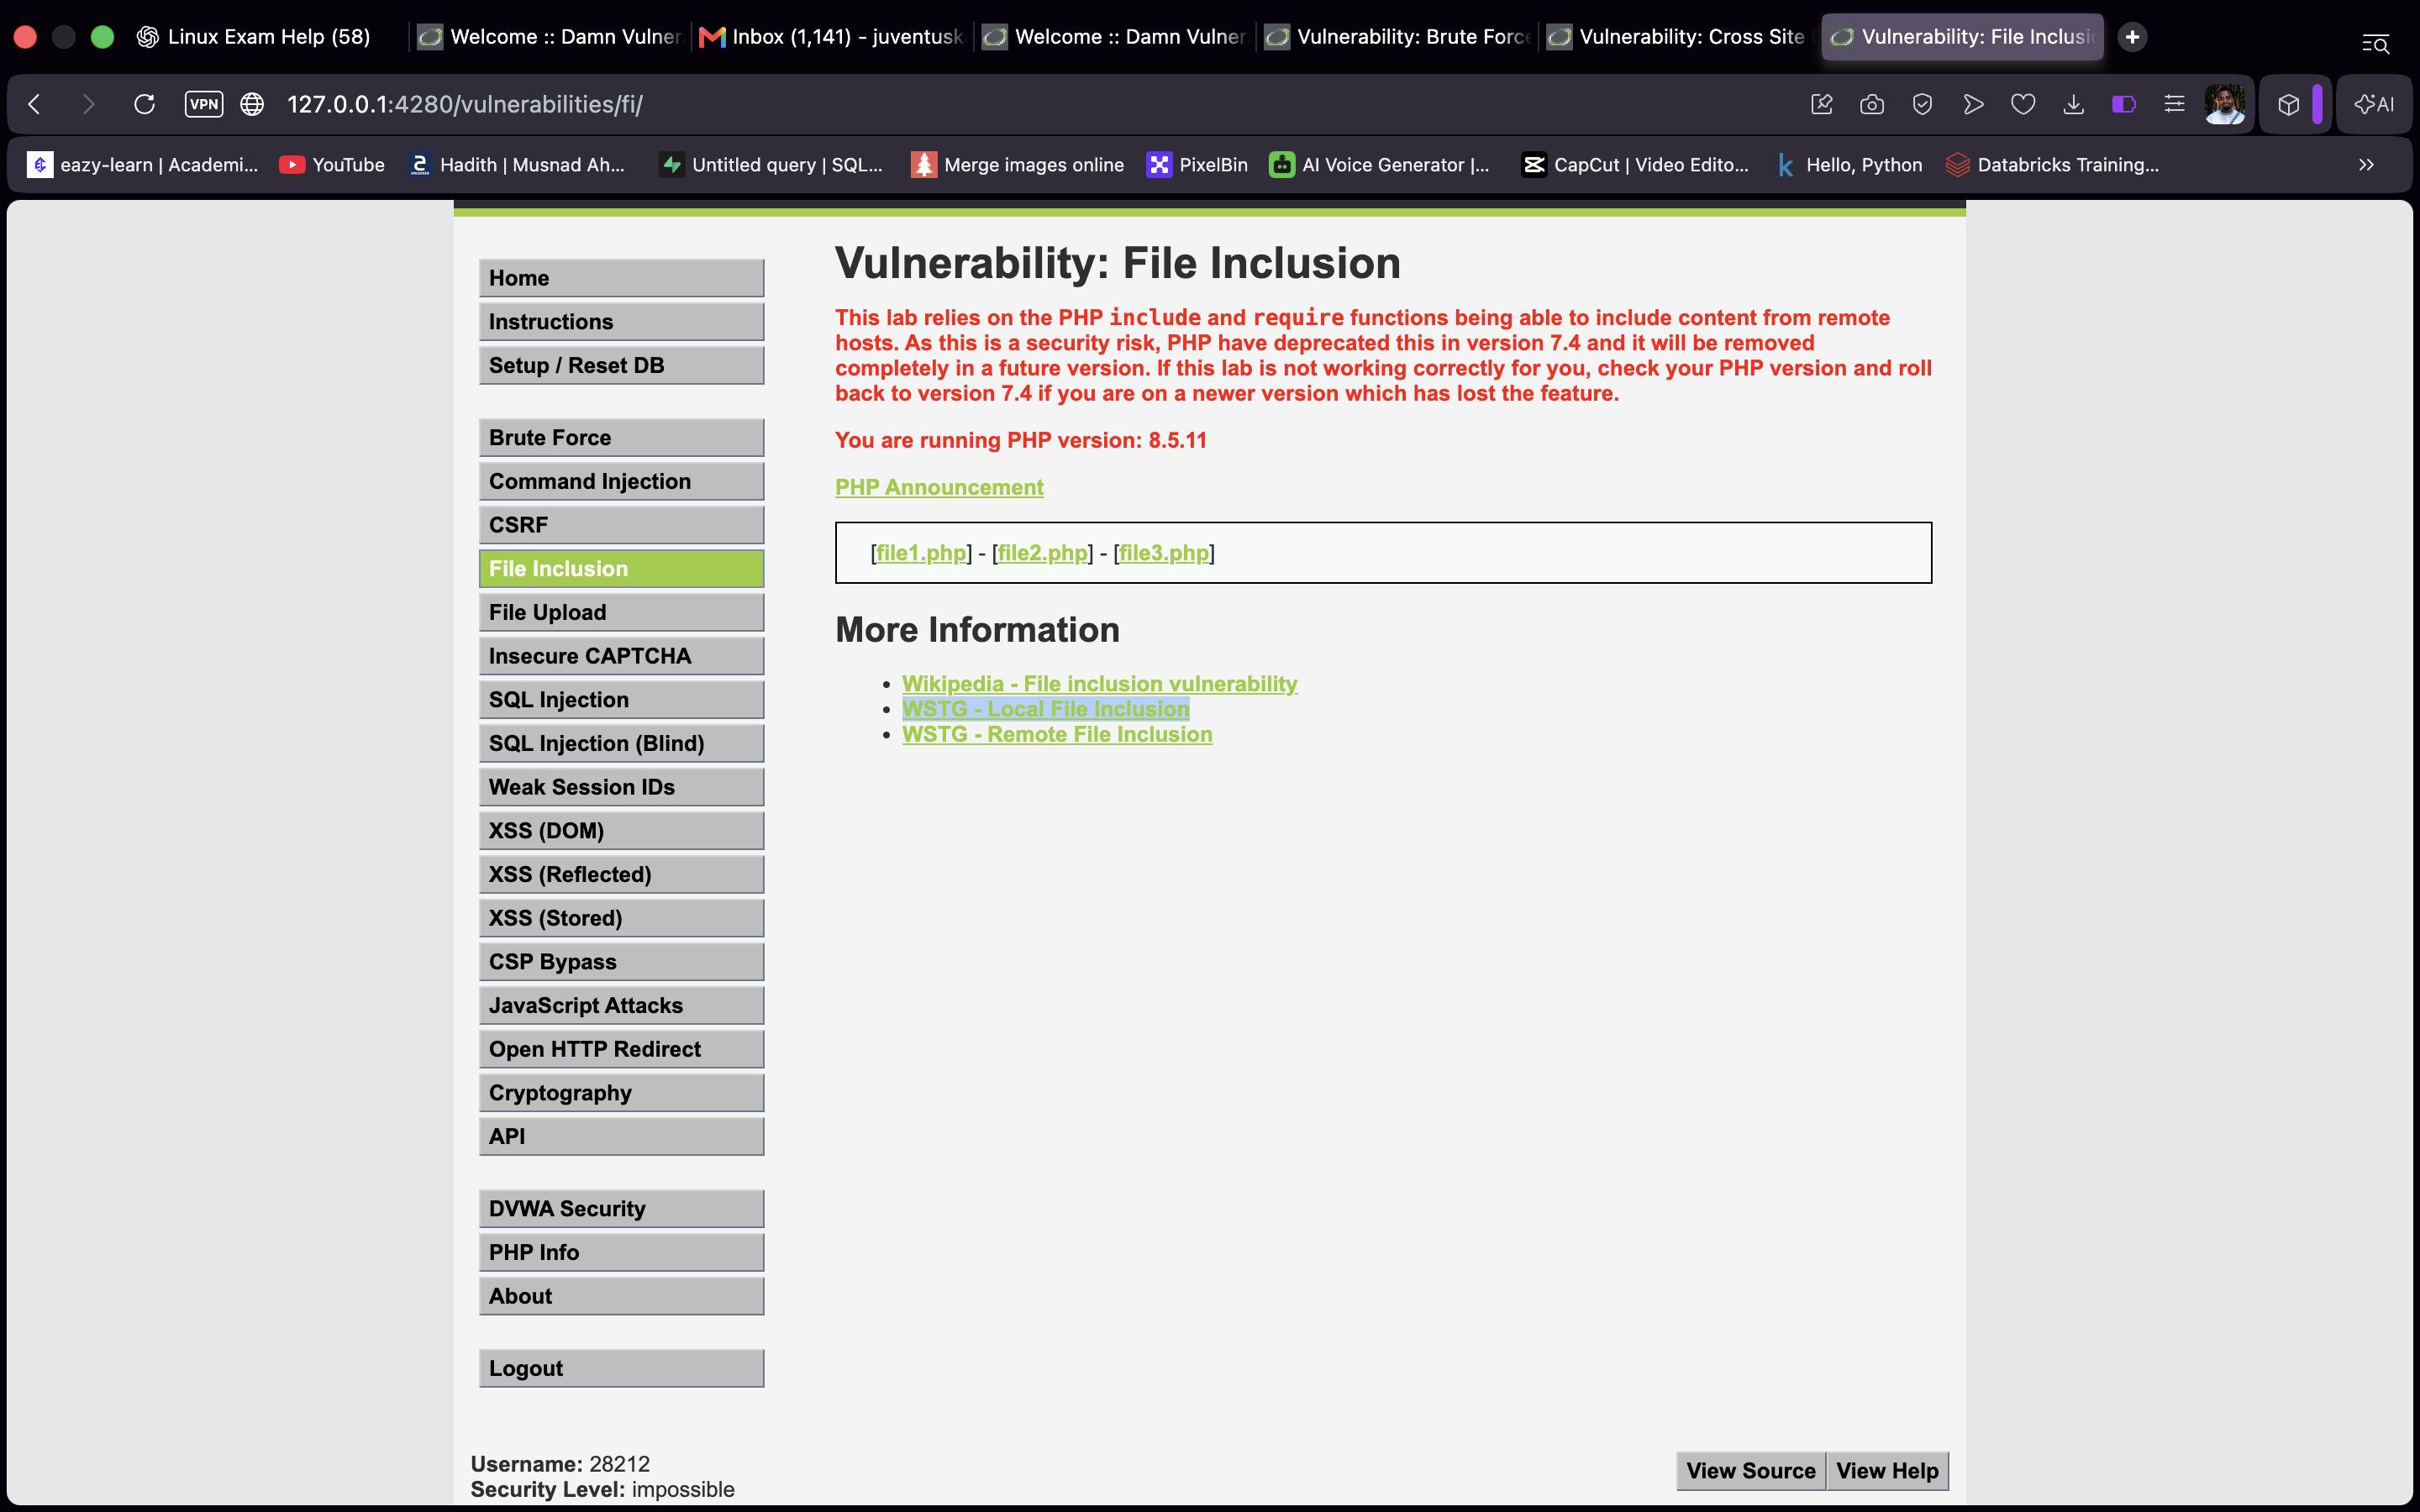 Linux Exam Help (58)
Welcome :: Damn Vulner
Inbox (1,141) - juventusk
Welcome :: Damn Vulner
Vulnerability: Brute Force
Vulnerability: Cross Site
Vulnerability: File Inclusi
VPN
127.0.0.1:4280/vulnerabilities/fi/
AI
eazy-learn | Academi...
YouTube
Hadith | Musnad Ah...
Untitled query | SQL...
Merge images online
PixelBin
AI Voice Generator |...
CapCut | Video Edito...
Hello, Python
Databricks Training...
Home
Instructions
Setup / Reset DB
Brute Force
Command Injection
CSRF
File Inclusion
File Upload
Insecure CAPTCHA
SQL Injection
SQL Injection (Blind)
Weak Session IDs
XSS (DOM)
XSS (Reflected)
XSS (Stored)
CSP Bypass
JavaScript Attacks
Open HTTP Redirect
Cryptography
API
DVWA Security
PHP Info
About
Logout
Vulnerability: File Inclusion
This lab relies on the PHP include and require functions being able to include content from remote
hosts. As this is a security risk, PHP have deprecated this in version 7.4 and it will be removed
completely in a future version. If this lab is not working correctly for you, check your PHP version and roll
back to version 7.4 if you are on a newer version which has lost the feature.
You are running PHP version: 8.5.11
PHP Announcement
[file1.php] - [file2.php] - [file3.php]
More Information
Wikipedia - File inclusion vulnerability
WSTG - Local File Inclusion
WSTG - Remote File Inclusion
Username: 28212
Security Level: impossible
View Source
View Help